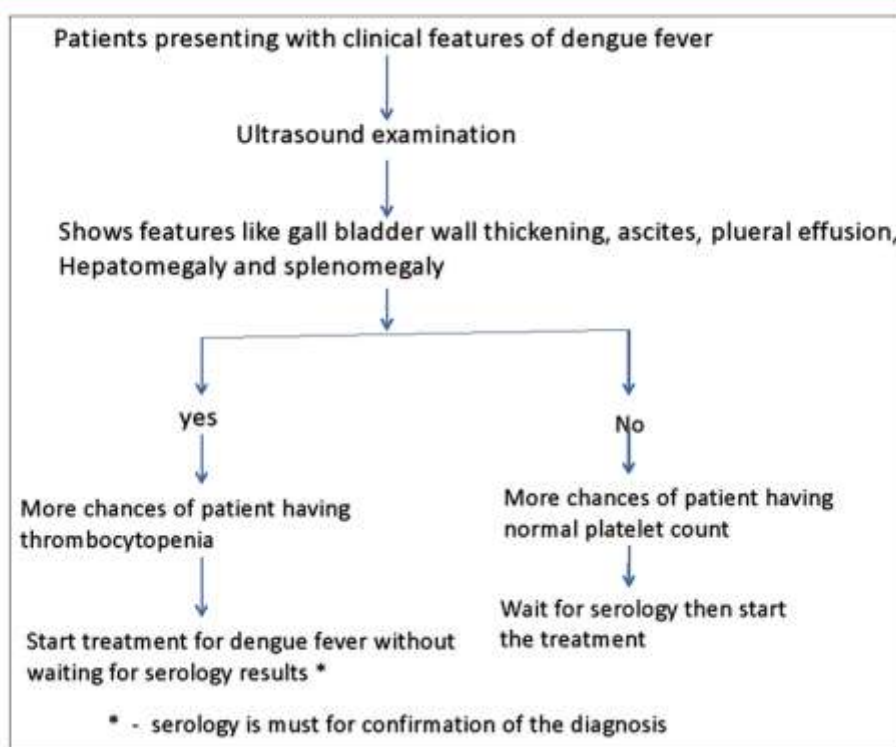 Patients presenting with clinical features of dengue fever
Ultrasound examination
Shows features like gall bladder wall thickening, ascites, plueral effusion,
Hepatomegaly and splenomegaly
yes
No
More chances of patient having
thrombocytopenia
More chances of patient having
normal platelet count
Start treatment for dengue fever without
waiting for serology results *
Wait for serology then start
the treatment
* - serology is must for confirmation of the diagnosis